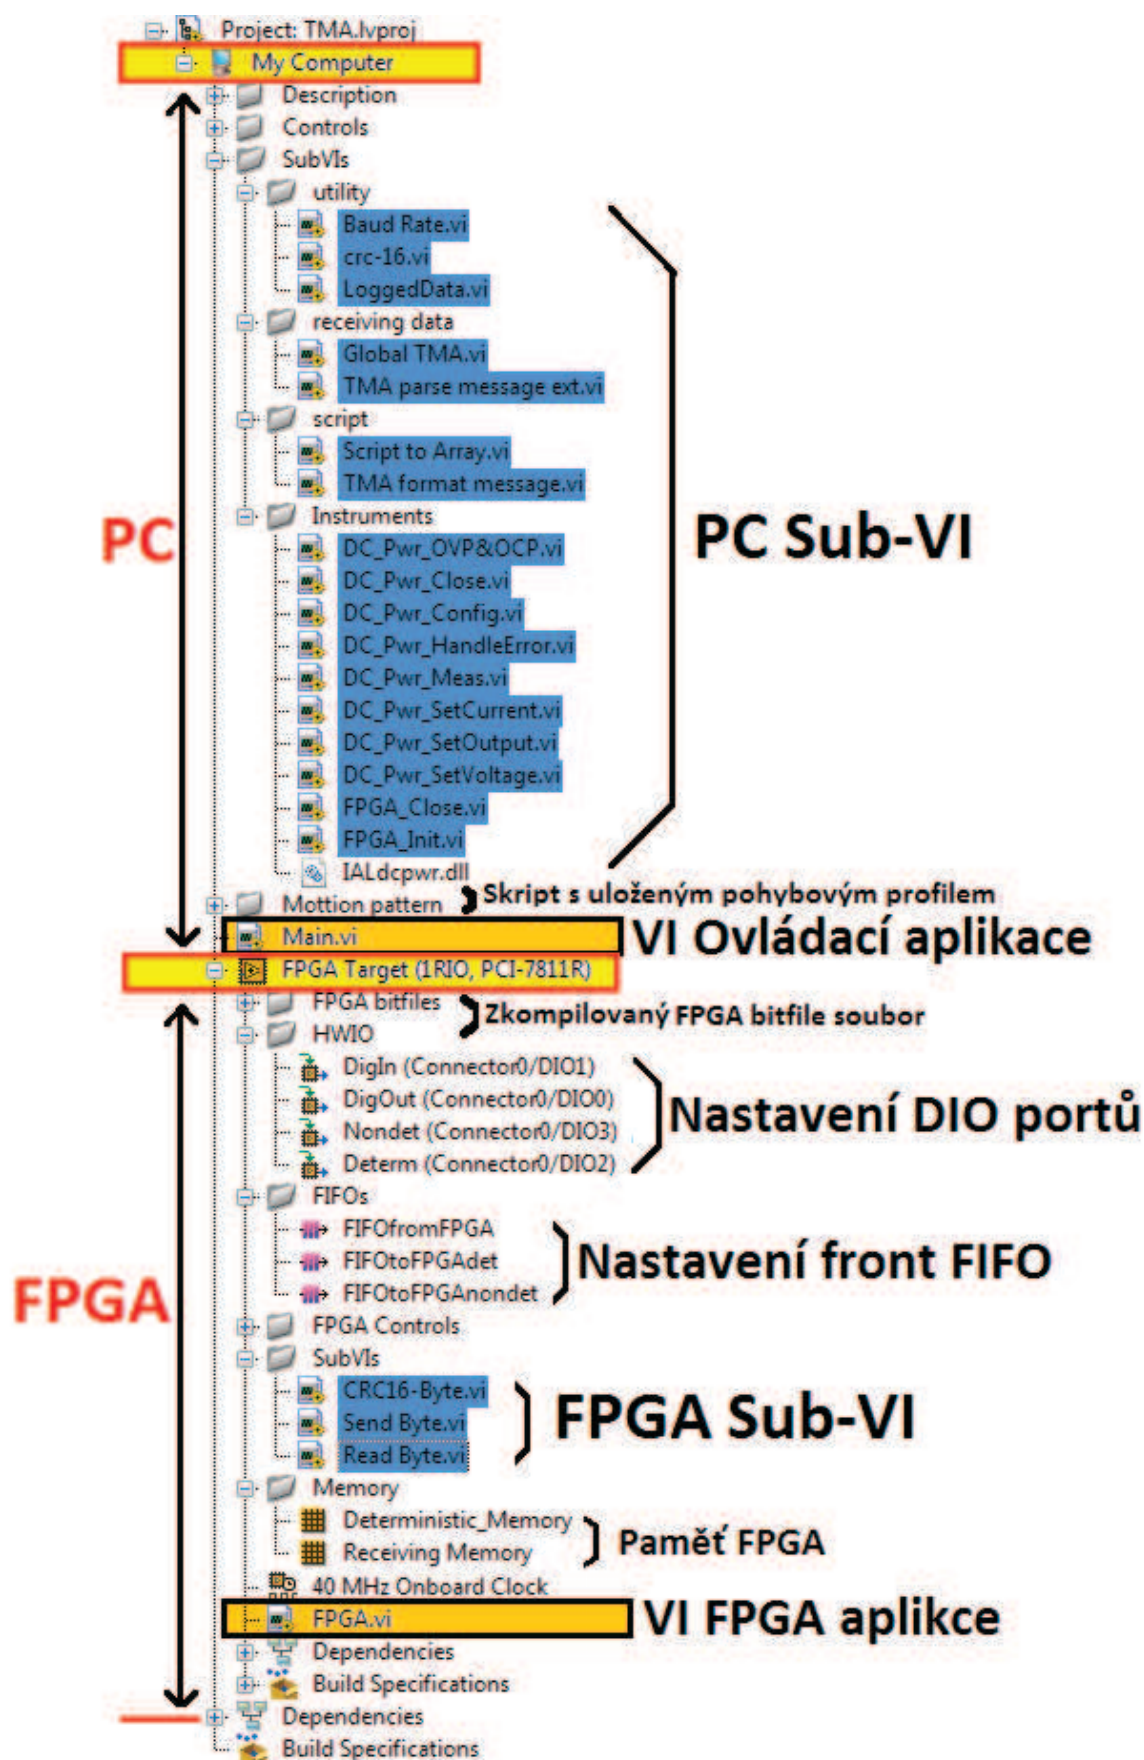 Project: TMA.lvproj
My Computer
Description
Controls
SubVIs
utility
Baud Rate.vi
crc-16.vi
LoggedData.vi
receiving data
Global TMA.vi
TMA parse message ext.vi
script
Script to Array.vi
TMA format message.vi
PC
Instruments
PC Sub-VI
DC_Pwr_OVP&OCP.vi
DC_Pwr_Close.vi
DC_Pwr_Config.vi
DC_Pwr_HandleError.vi
DC_Pwr_Meas.vi
DC_Pwr_SetCurrent.vi
DC_Pwr_SetOutput.vi
DC_Pwr_SetVoltage.vi
FPGA_Close.vi
FPGA_Init.vi
IALdcpwr.dll
Mottion pattern Skript s uloženým pohybovým profilem
Main.vi VI Ovládací aplikace
FPGA Target (1RIO, PCI-7811R)
FPGA bitfiles Zkompilovaný FPGA bitfile soubor
HWIO
DigIn (Connector0/DIO1)
DigOut (Connector0/DIO0) Nastavení DIO portů
Nondet (Connector0/DIO3)
Determ (Connector0/DIO2)
FIFOs
FIFOfromFPGA
FIFOtoFPGAdet Nastavení front FIFO
FIFOtoFPGAnondet
FPGA
FPGA Controls
SubVIs
CRC16-Byte.vi
Send Byte.vi FPGA Sub-VI
Read Byte.vi
Memory
Deterministic_Memory
Receiving Memory Paměť FPGA
40 MHz Onboard Clock
FPGA.vi VI FPGA aplikce
Dependencies
Build Specifications
Dependencies
Build Specifications